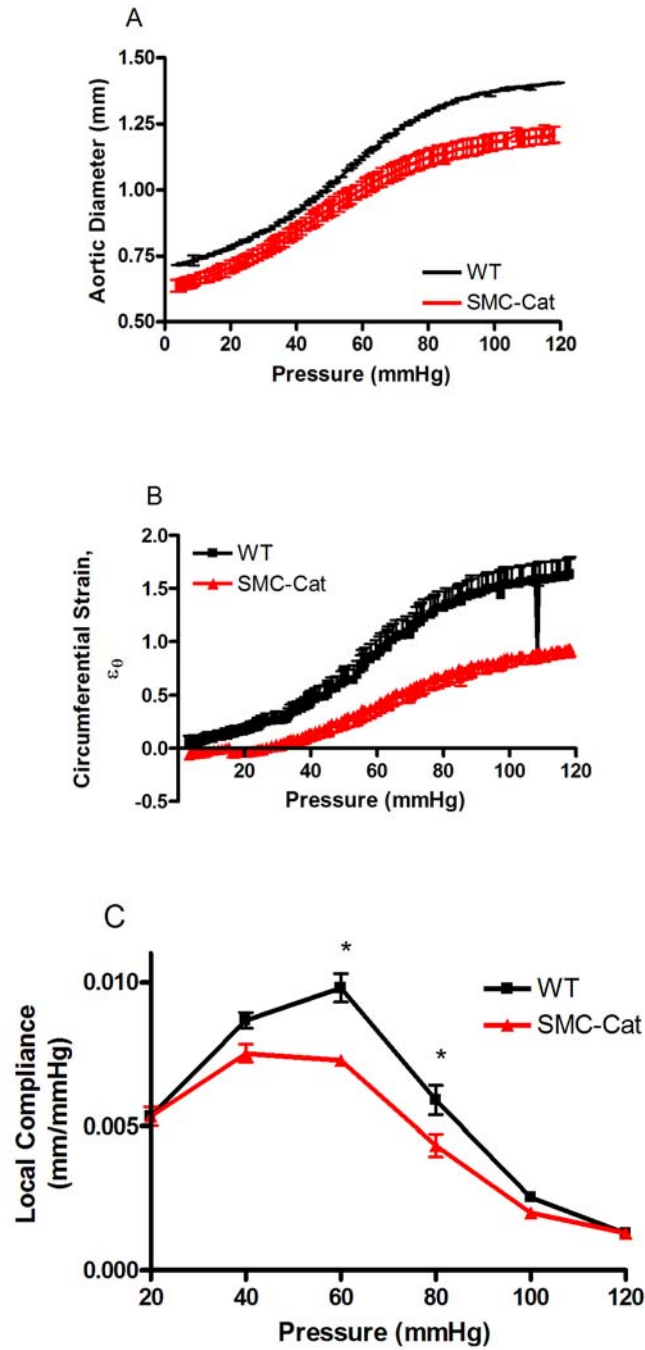 A
Aortic Diameter (mm)
1.50
1.25
1.00
0.75
0.50
WT
SMC-Cat
0 20 40 60 80 100 120
Pressure (mmHg)
B
Circumferential Strain,
εθ
2.0
1.5
1.0
0.5
0.0
-0.5
WT
SMC-Cat
20 40 60 80 100 120
Pressure (mmHg)
C
Local Compliance
(mm/mmHg)
0.010
0.005
0.000
*
*
WT
SMC-Cat
20 40 60 80 100 120
Pressure (mmHg)